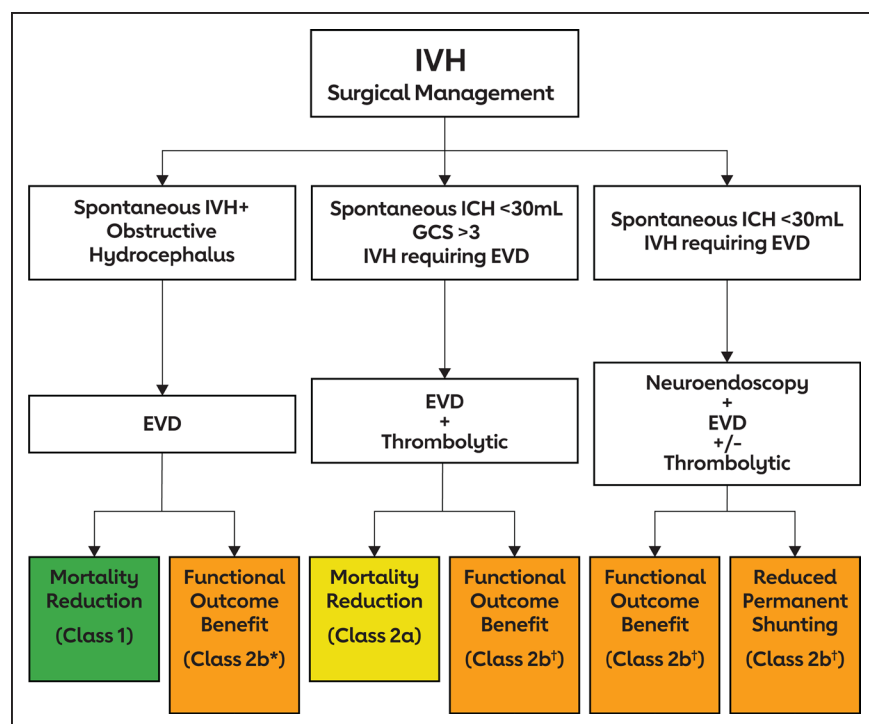 IVH
Surgical Management
Spontaneous IVH+
Obstructive
Hydrocephalus
Spontaneous ICH <30mL
GCS >3
IVH requiring EVD
Spontaneous ICH <30mL
IVH requiring EVD
EVD
EVD
+
Thrombolytic
Neuroendoscopy
+
EVD
+/-
Thrombolytic
Mortality
Reduction
(Class 1)
Functional
Outcome
Benefit
(Class 2b*)
Mortality
Reduction
(Class 2a)
Functional
Outcome
Benefit
(Class 2b†)
Functional
Outcome
Benefit
(Class 2b†)
Reduced
Permanent
Shunting
(Class 2b†)